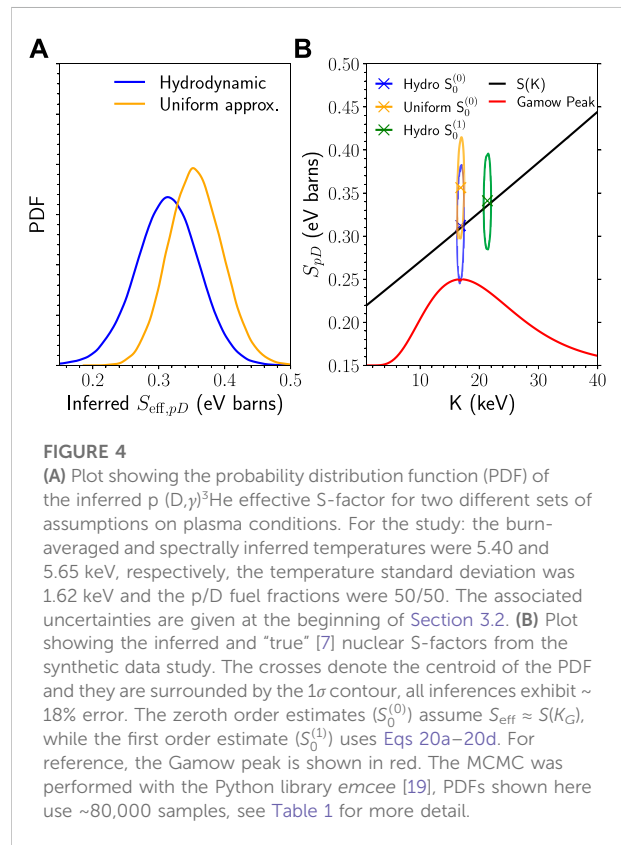 A
Hydrodynamic
Uniform approx.
PDF
0.2 0.3 0.4 0.5
Inferred S_eff,pD (eV barns)
B
0.50
0.45
0.40
0.35
0.30
0.25
0.20
0.15
S_pD (eV barns)
Hydro S_0^(0)
Uniform S_0^(0)
Hydro S_0^(1)
S(K)
Gamow Peak
10 20 30 40
K (keV)
FIGURE 4
(A) Plot showing the probability distribution function (PDF) of
the inferred p (D,γ)³He effective S-factor for two different sets of
assumptions on plasma conditions. For the study: the burn-
averaged and spectrally inferred temperatures were 5.40 and
5.65 keV, respectively, the temperature standard deviation was
1.62 keV and the p/D fuel fractions were 50/50. The associated
uncertainties are given at the beginning of Section 3.2. (B) Plot
showing the inferred and "true" [7] nuclear S-factors from the
synthetic data study. The crosses denote the centroid of the PDF
and they are surrounded by the 1σ contour, all inferences exhibit ~
18% error. The zeroth order estimates (S_0^(0)) assume S_eff ≈ S(K_G),
while the first order estimate (S_0^(1)) uses Eqs 20a–20d. For
reference, the Gamow peak is shown in red. The MCMC was
performed with the Python library emcee [19], PDFs shown here
use ~80,000 samples, see Table 1 for more detail.